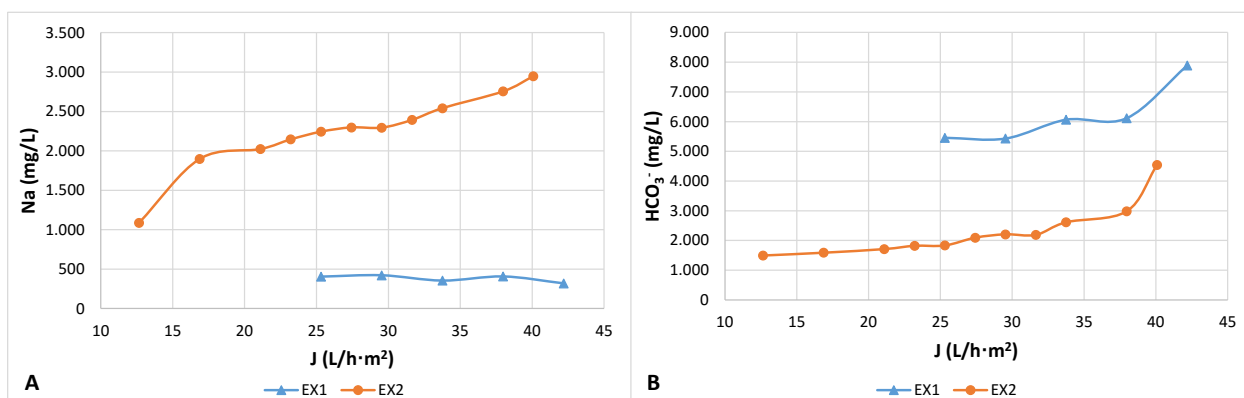 Na (mg/L)
3.500
3.000
2.500
2.000
1.500
1.000
500
0
10 15 20 25 30 35 40 45
J (L/h·m²)
A
EX1 EX2
HCO₃⁻ (mg/L)
9.000
8.000
7.000
6.000
5.000
4.000
3.000
2.000
1.000
0
10 15 20 25 30 35 40 45
J (L/h·m²)
B
EX1 EX2